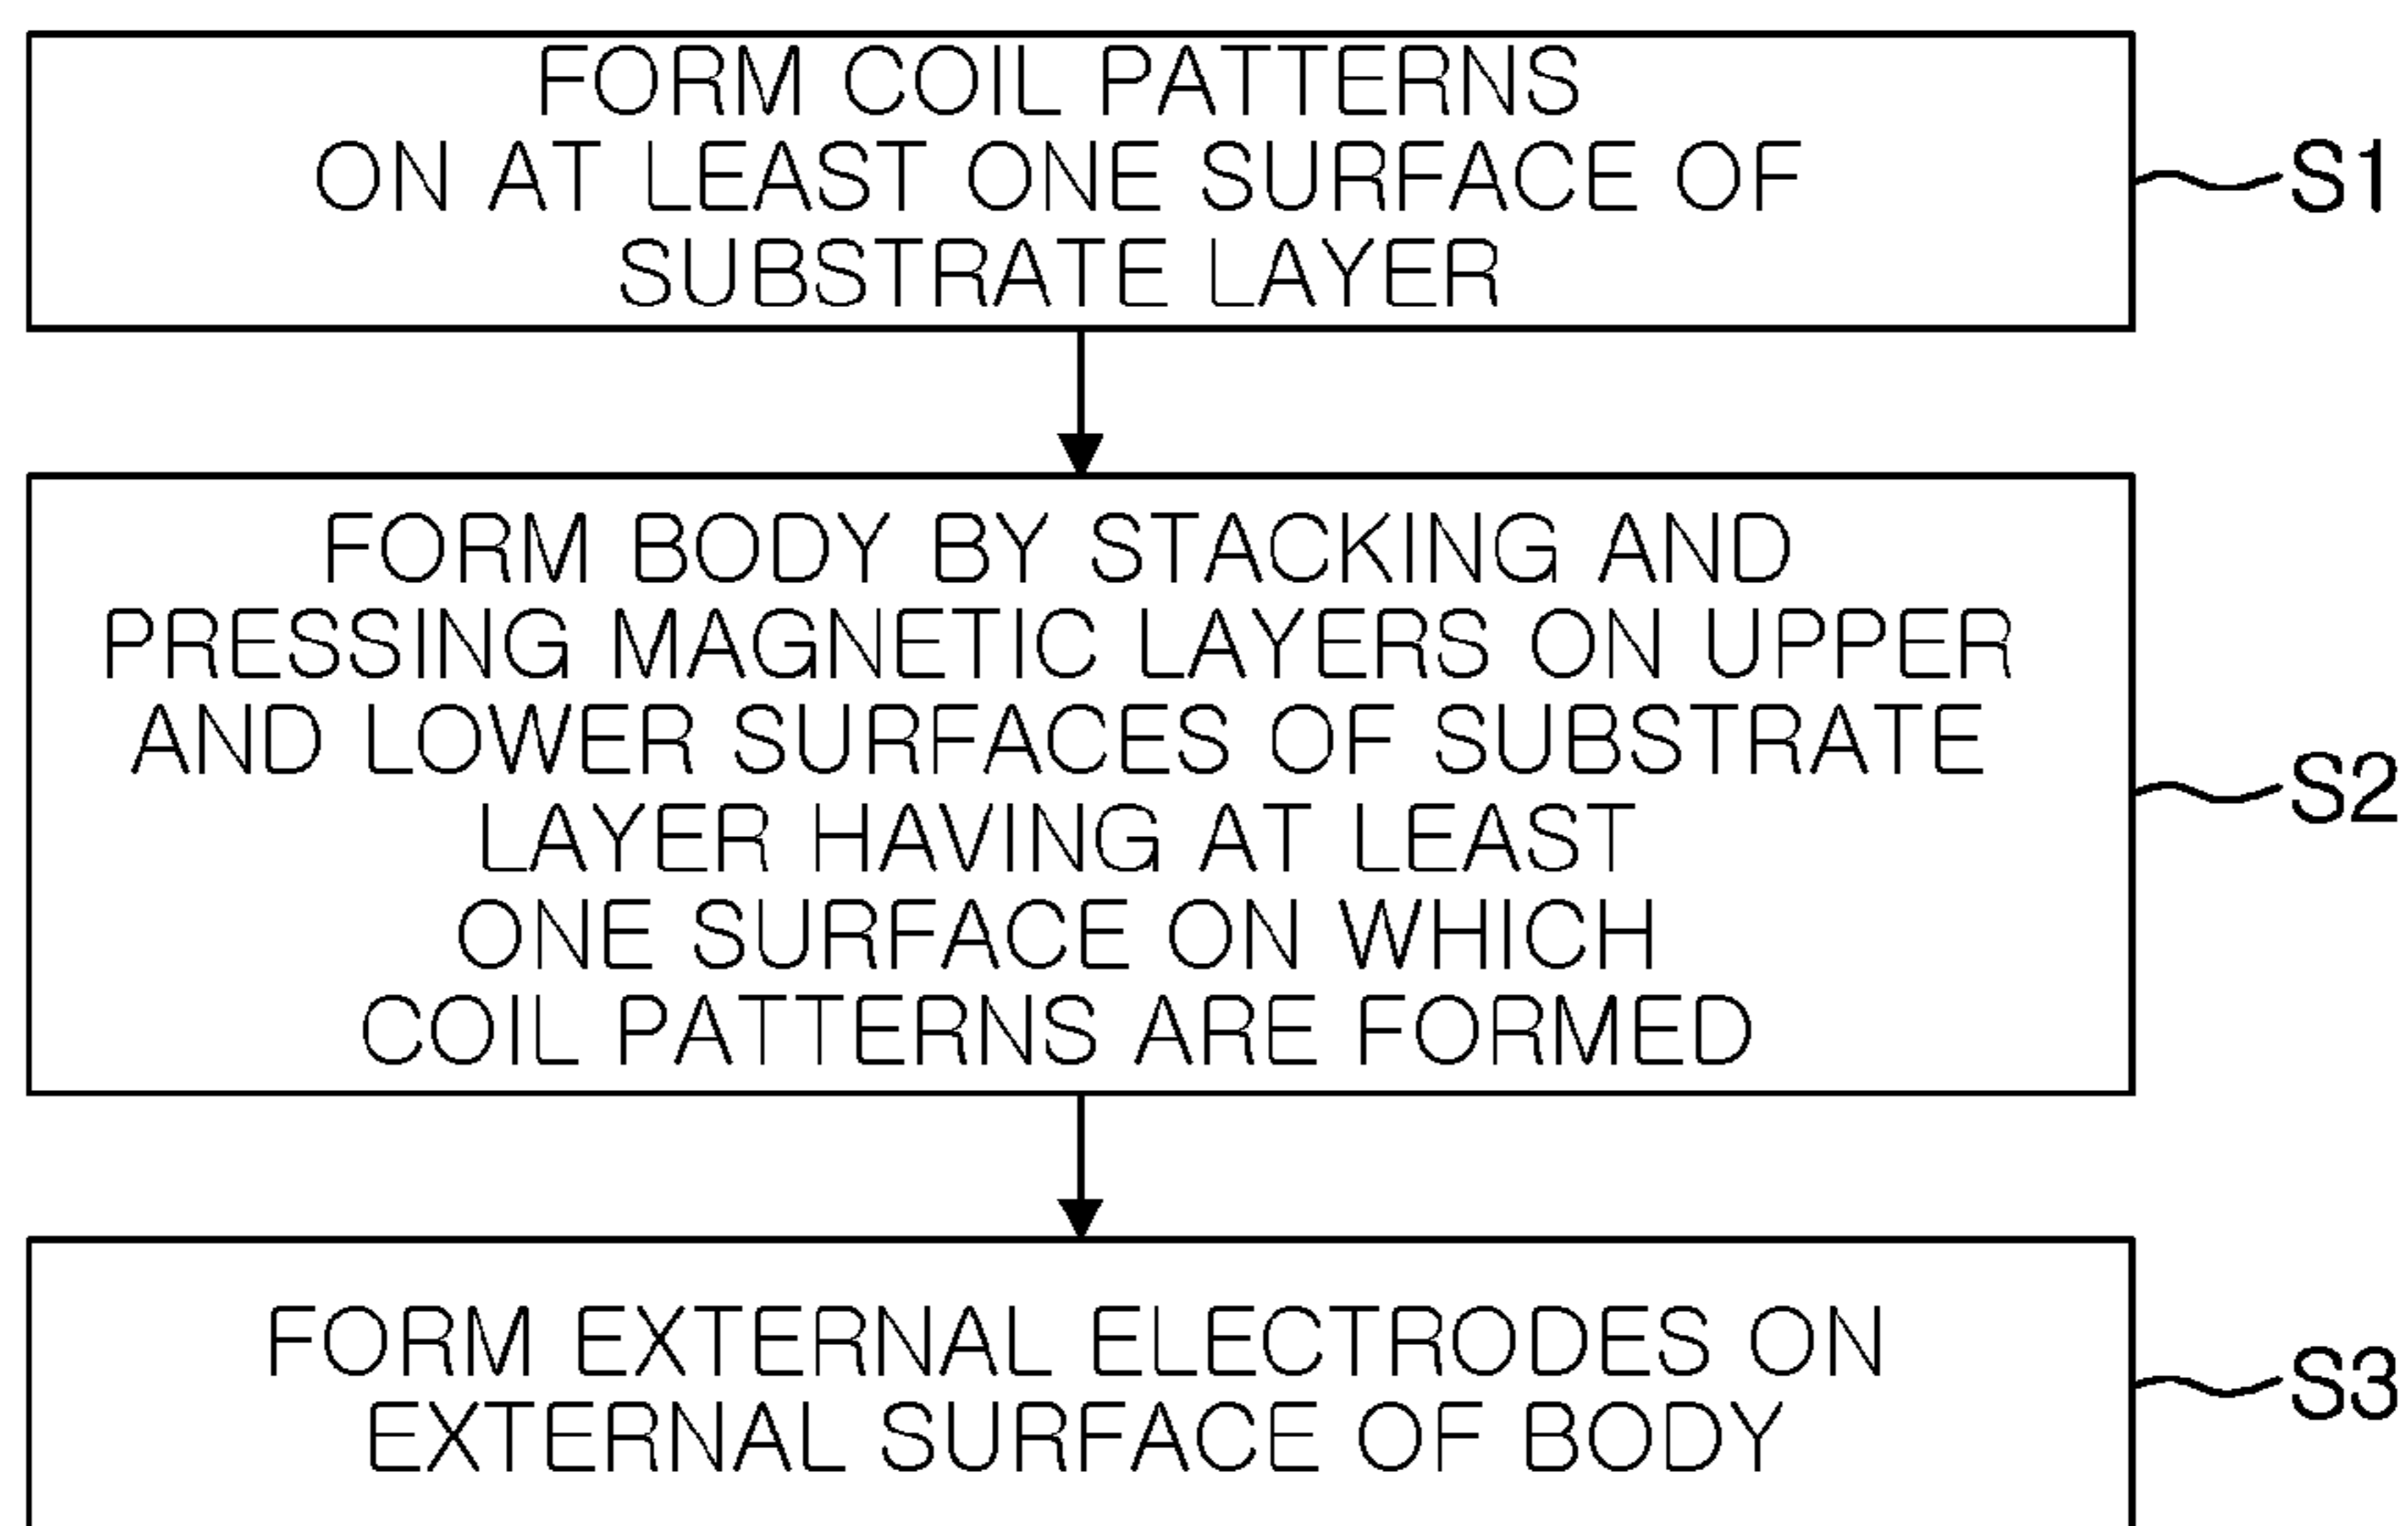 FORM COIL PATTERNS
ON AT LEAST ONE SURFACE OF
SUBSTRATE LAYER
S1
FORM BODY BY STACKING AND
PRESSING MAGNETIC LAYERS ON UPPER
AND LOWER SURFACES OF SUBSTRATE
LAYER HAVING AT LEAST
ONE SURFACE ON WHICH
COIL PATTERNS ARE FORMED
S2
FORM EXTERNAL ELECTRODES ON
EXTERNAL SURFACE OF BODY
S3